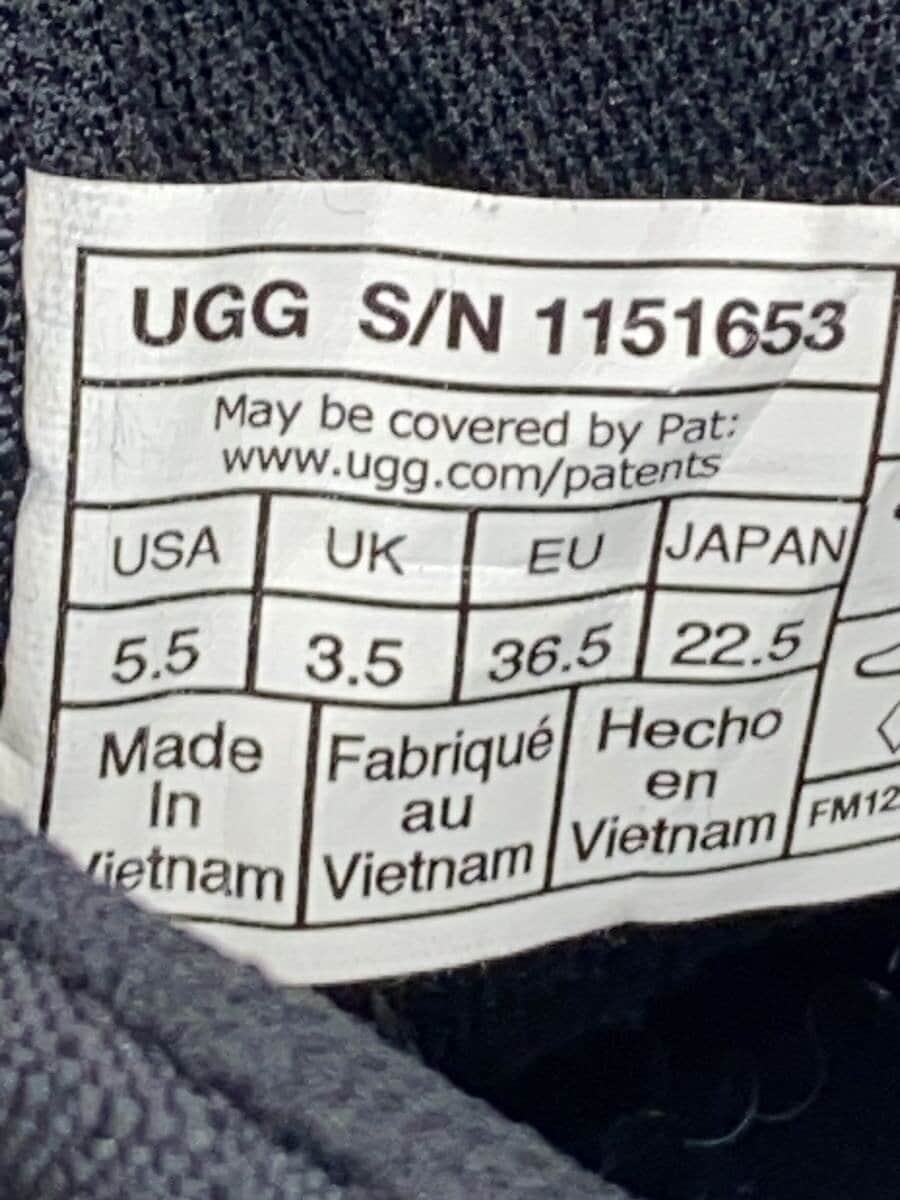 UGG S/N 1151653
May be covered by Pat:
www.ugg.com/patents
USA UK EU JAPAN
5.5 3.5 36.5 22.5
Made
In
Vietnam
Fabriqué
au
Vietnam
Hecho
en
Vietnam
FM12